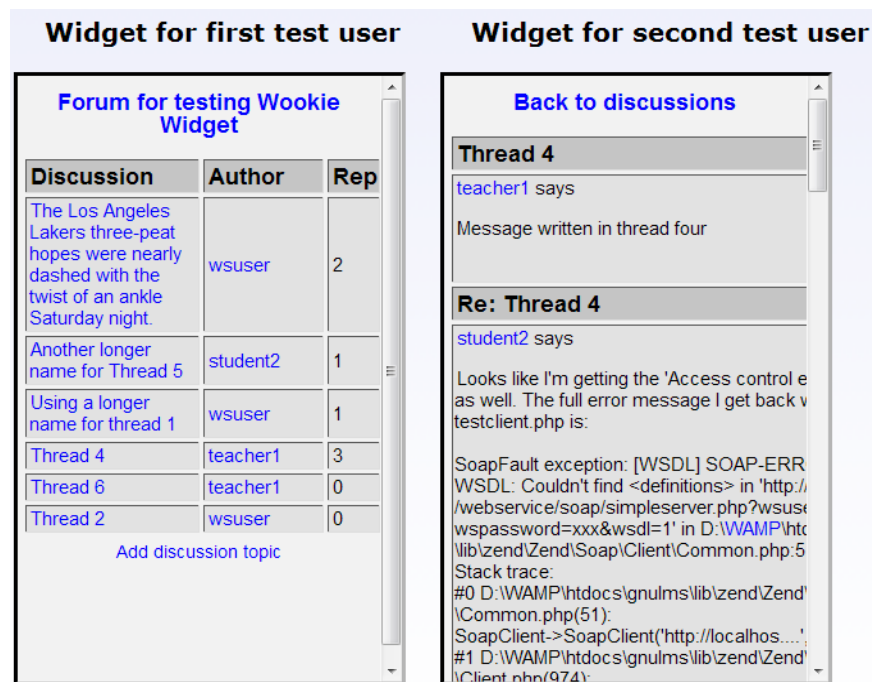 Widget for first test user
Forum for testing Wookie
Widget
Discussion Author Rep
The Los Angeles
Lakers three-peat
hopes were nearly
dashed with the
twist of an ankle
Saturday night.
wsuser
2
Another longer
name for Thread 5
student2
1
Using a longer
name for thread 1
wsuser
1
Thread 4 teacher1 3
Thread 6 teacher1 0
Thread 2 wsuser 0
Add discussion topic
Widget for second test user
Back to discussions
Thread 4
teacher1 says
Message written in thread four
Re: Thread 4
student2 says
Looks like I'm getting the 'Access control e
as well. The full error message I get back w
testclient.php is:
SoapFault exception: [WSDL] SOAP-ERR
WSDL: Couldn't find <definitions> in 'http://
/webservice/soap/simpleserver.php?wsuse
wspassword=xxx&wsdl=1' in D:\WAMP\htd
\lib\zend\Zend\Soap\Client\Common.php:5
Stack trace:
#0 D:\WAMP\htdocs\gnulms\lib\zend\Zend\
\Common.php(51):
SoapClient->SoapClient('http://localhos....',
#1 D:\WAMP\htdocs\gnulms\lib\zend\Zend\
\Client.php(974):